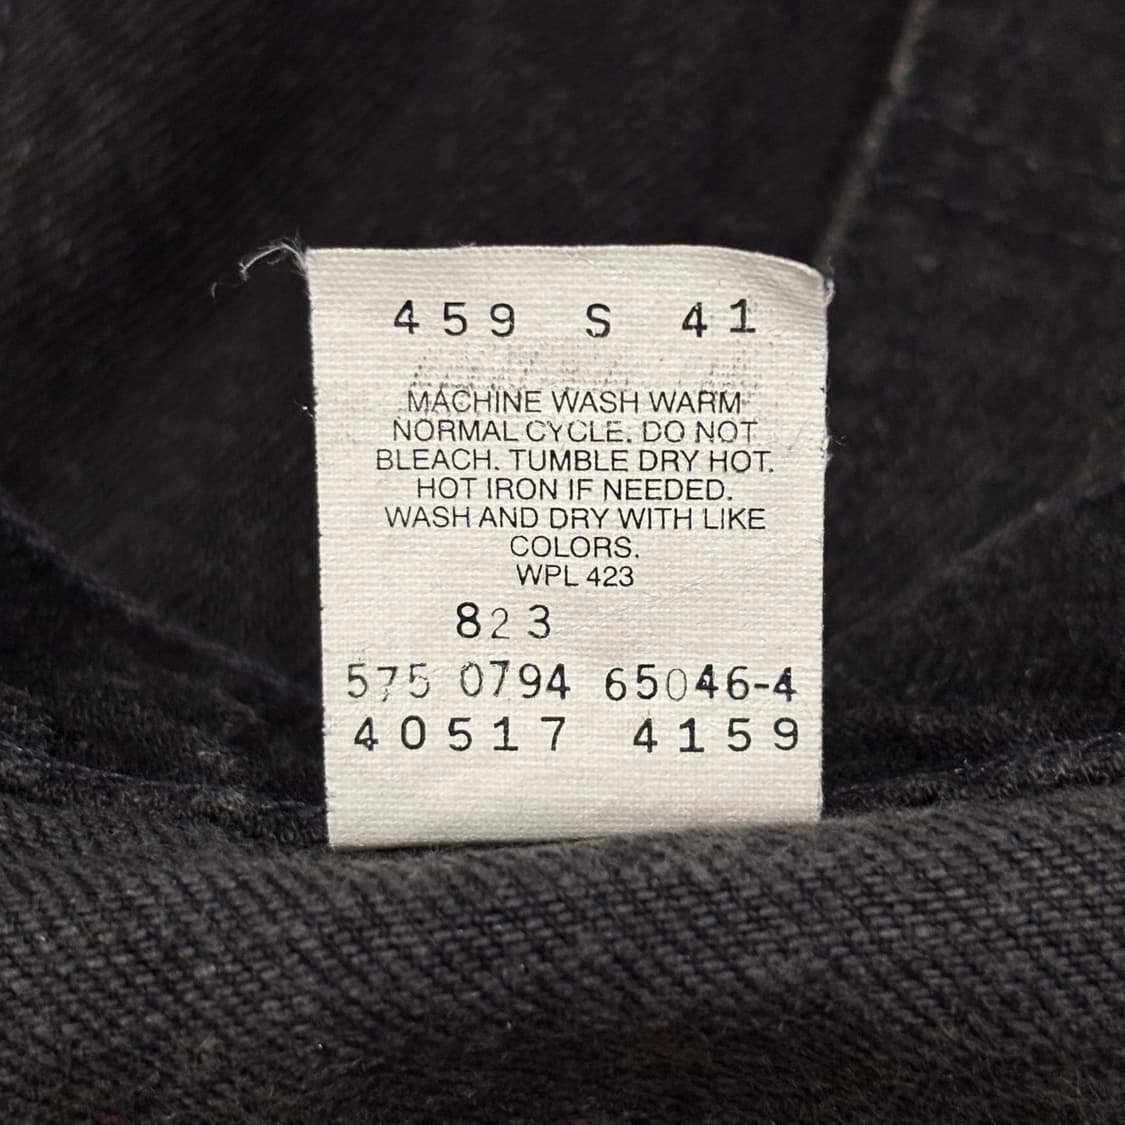 459 S 41
MACHINE WASH WARM
NORMAL CYCLE. DO NOT
BLEACH. TUMBLE DRY HOT.
HOT IRON IF NEEDED.
WASH AND DRY WITH LIKE
COLORS.
WPL 423
823
575 0794 65046-4
40517 4159